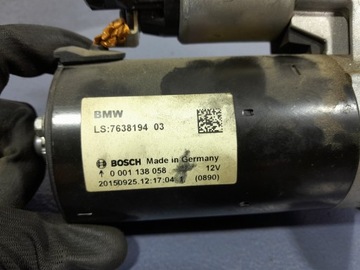 BMW
LS:7638194 03
BOSCH Made in Germany
0 001 138 058 12V
20150925.12:17:04 (0890)